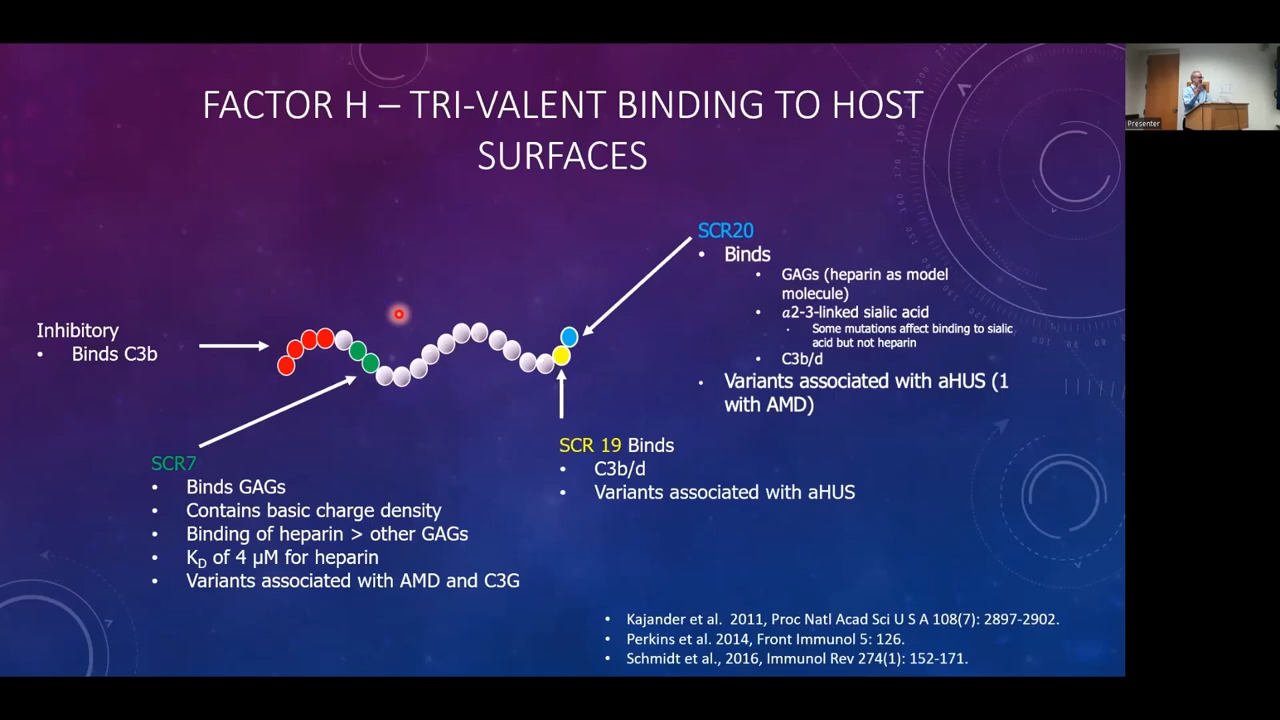 FACTOR H – TRI-VALENT BINDING TO HOST
SURFACES
Presenter
Inhibitory
• Binds C3b
SCR7
• Binds GAGs
• Contains basic charge density
• Binding of heparin > other GAGs
• KD of 4 µM for heparin
• Variants associated with AMD and C3G
SCR 19 Binds
• C3b/d
• Variants associated with aHUS
SCR20
• Binds
• GAGs (heparin as model
molecule)
• α2-3-linked sialic acid
• Some mutations affect binding to sialic
acid but not heparin
• C3b/d
• Variants associated with aHUS (1
with AMD)
• Kajander et al. 2011, Proc Natl Acad Sci U S A 108(7): 2897-2902.
• Perkins et al. 2014, Front Immunol 5: 126.
• Schmidt et al., 2016, Immunol Rev 274(1): 152-171.